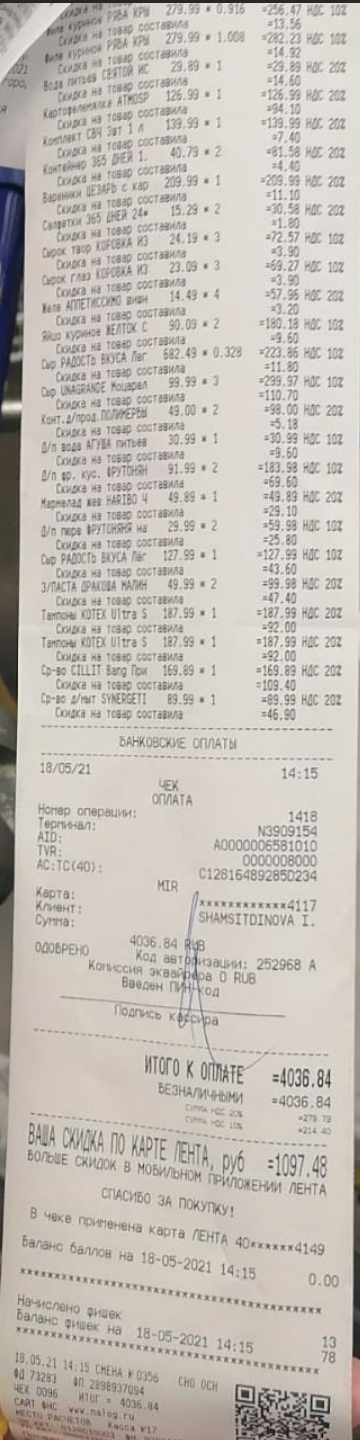 Филе куриное РЯБА КРЫ 279.99 * 0.916 =256.47 НДС 10%
Скидка на товар составила =13.56
Филе куриное РЯБА КРЫ 279.99 * 1.008 =282.23 НДС 10%
Скидка на товар составила =14.92
Вода питьев СВЯТОЙ ИС 29.89 * 1 =29.89 НДС 20%
Скидка на товар составила =14.60
Картофелемялка ATMOSP 126.99 * 1 =126.99 НДС 20%
Скидка на товар составила =94.10
Комплект СВЧ 3шт 1 л 139.99 * 1 =139.99 НДС 20%
Скидка на товар составила =7.40
Контейнер 365 ДНЕЙ 1. 40.79 * 2 =81.58 НДС 20%
Скидка на товар составила =4.40
Вареники ЦЕЗАРЬ с кар 209.99 * 1 =209.99 НДС 20%
Скидка на товар составила =11.10
Салфетки 365 ДНЕЙ 24* 15.29 * 2 =30.58 НДС 20%
Скидка на товар составила =1.80
Сырок твор КОРОВКА ИЗ 24.19 * 3 =72.57 НДС 10%
Скидка на товар составила =3.90
Сырок глаз КОРОВКА ИЗ 23.09 * 3 =69.27 НДС 10%
Скидка на товар составила =3.90
Желе АППЕТИССИМО вишн 14.49 * 4 =57.96 НДС 20%
Скидка на товар составила =3.20
Яйцо куриное ЖЕЛТОК С 90.09 * 2 =180.18 НДС 10%
Скидка на товар составила =9.60
Сыр РАДОСТЬ ВКУСА Лег 682.49 * 0.328 =223.86 НДС 10%
Скидка на товар составила =11.80
Сыр UNAGRANDE Моцарел 99.99 * 3 =299.97 НДС 10%
Скидка на товар составила =110.70
Конт.д/прод.ПОЛИМЕРБЫ 49.00 * 2 =98.00 НДС 20%
Скидка на товар составила =5.18
Д/п вода АГУША питьев 30.99 * 1 =30.99 НДС 10%
Скидка на товар составила =9.60
Д/п фр. кус. ФРУТОНЯН 91.99 * 2 =183.98 НДС 10%
Скидка на товар составила =69.60
Мармелад жев HARIBO Ч 49.89 * 1 =49.89 НДС 20%
Скидка на товар составила =29.10
Д/п пюре ФРУТОНЯНЯ на 29.99 * 2 =59.98 НДС 10%
Скидка на товар составила =25.80
Сыр РАДОСТЬ ВКУСА Лег 127.99 * 1 =127.99 НДС 10%
Скидка на товар составила =43.60
З/ПАСТА ДРАКОША МАЛИН 49.99 * 2 =99.98 НДС 20%
Скидка на товар составила =47.40
Тампоны KOTEX Ultra S 187.99 * 1 =187.99 НДС 20%
Скидка на товар составила =92.00
Тампоны KOTEX Ultra S 187.99 * 1 =187.99 НДС 20%
Скидка на товар составила =92.00
Ср-во CILLIT Bang При 169.89 * 1 =169.89 НДС 20%
Скидка на товар составила =109.40
Ср-во д/мыт SYNERGETI 89.99 * 1 =89.99 НДС 20%
Скидка на товар составила =46.90
БАНКОВСКИЕ ОПЛАТЫ
18/05/21 14:15
ЧЕК
ОПЛАТА
Номер операции: 1418
Терминал: N3909154
AID: A0000006581010
TVR: 0000008000
AC:TC(40): C12816489285D234
MIR
Карта: ************4117
Клиент: SHAMSITDINOVA I.
Сумма:
4036.84 RUB
ОДОБРЕНО Код авторизации: 252968 A
Комиссия эквайрера 0 RUB
Введен ПИН-код
Подпись кассира
ИТОГО К ОПЛАТЕ =4036.84
БЕЗНАЛИЧНЫМИ =4036.84
СУММА НДС 20% =279.79
СУММА НДС 10% =214.40
ВАША СКИДКА ПО КАРТЕ ЛЕНТА, руб =1097.48
БОЛЬШЕ СКИДОК В МОБИЛЬНОМ ПРИЛОЖЕНИИ ЛЕНТА
СПАСИБО ЗА ПОКУПКУ!
В чеке применена карта ЛЕНТА 40******4149
Баланс баллов на 18-05-2021 14:15 0.00
Начислено фишек 13
Баланс фишек на 18-05-2021 14:15 78
18.05.21 14:15 СМЕНА № 0356 СНО ОСН
ФД 73283 ФП 2898937094
ЧЕК 0096 ИТОГ = 4036.84
САЙТ ФНС www.nalog.ru
МЕСТО РАСЧЕТОВ Касса №17